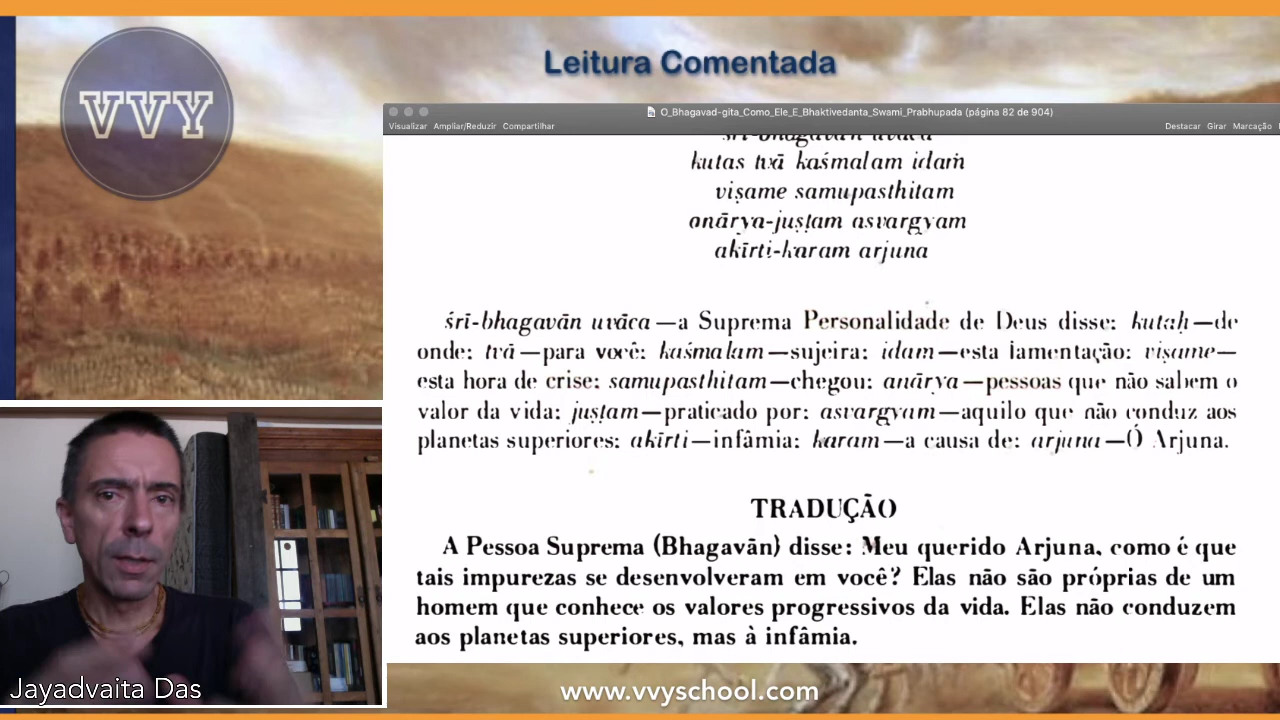 VVY
Leitura Comentada
O_Bhagavad-gita_Como_Ele_E_Bhaktivedanta_Swami_Prabhupada (página 82 de 904)
Visualizar Ampliar/Reduzir Compartilhar
Destacar Girar Marcação
śrī-bhagavān uvāca
kutas tvā kaśmalam idaṁ
viṣame samupasthitam
anārya-juṣṭam asvargyam
akīrti-karam arjuna
śrī-bhagavān uvāca—a Suprema Personalidade de Deus disse; kutaḥ—de
onde; tvā—para você; kaśmalam—sujeira; idam—esta lamentação; viṣame—
esta hora de crise; samupasthitam—chegou; anārya—pessoas que não sabem o
valor da vida; juṣṭam—praticado por; asvargyam—aquilo que não conduz aos
planetas superiores; akīrti—infâmia; karam—a causa de; arjuna—Ó Arjuna.
TRADUÇÃO
A Pessoa Suprema (Bhagavān) disse: Meu querido Arjuna, como é que
tais impurezas se desenvolveram em você? Elas não são próprias de um
homem que conhece os valores progressivos da vida. Elas não conduzem
aos planetas superiores, mas à infâmia.
Jayadvaita Das
www.vvyschool.com